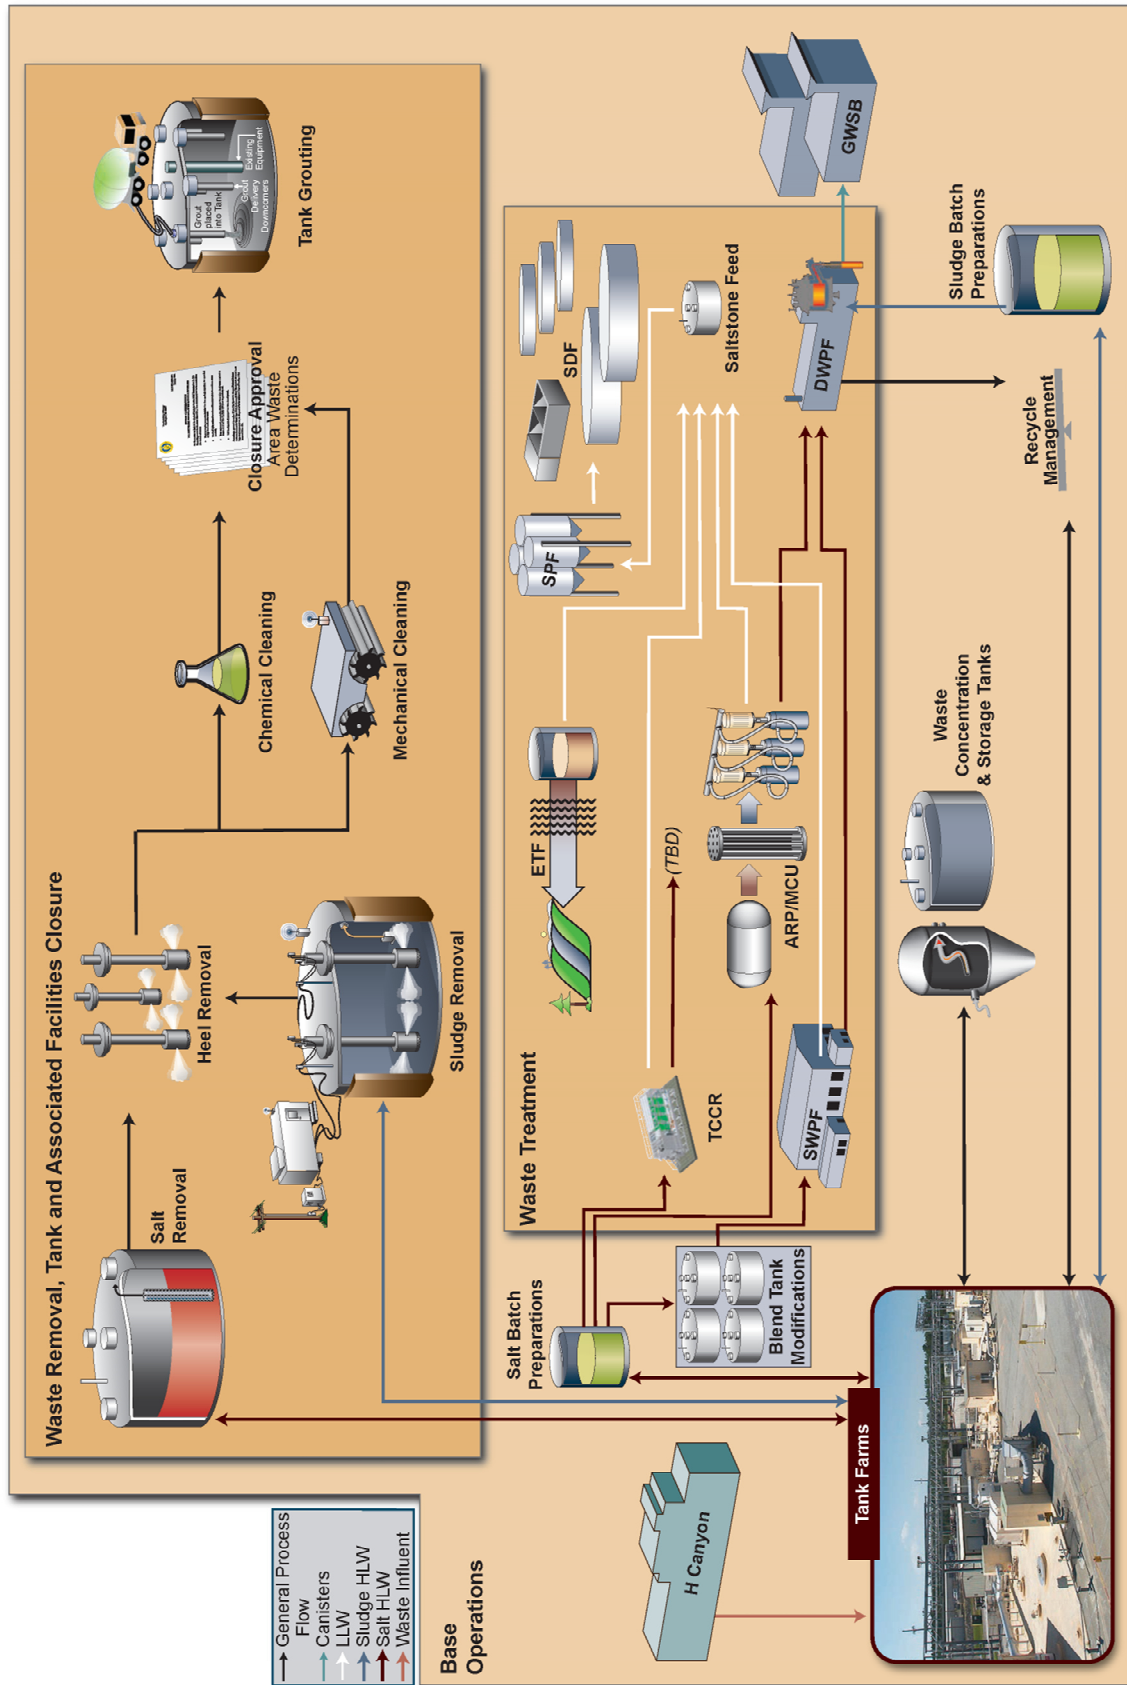 General Process
Flow
Canisters
LLW
Sludge HLW
Salt HLW
Waste Influent
Waste Removal, Tank and Associated Facilities Closure
Salt
Removal
Heel Removal
Sludge Removal
Chemical Cleaning
Mechanical Cleaning
Closure Approval
Area Waste
Determinations
Grout
placed
into Tank
Grout
Delivery
Downcomers
Existing
Equipment
Tank Grouting
Base
Operations
H Canyon
Tank Farms
Salt Batch
Preparations
Blend Tank
Modifications
Waste Treatment
TCCR
SWPF
ETF
(TBD)
ARP/MCU
SPF
SDF
Saltstone Feed
DWPF
GWSB
Waste
Concentration
& Storage Tanks
Recycle
Management
Sludge Batch
Preparations